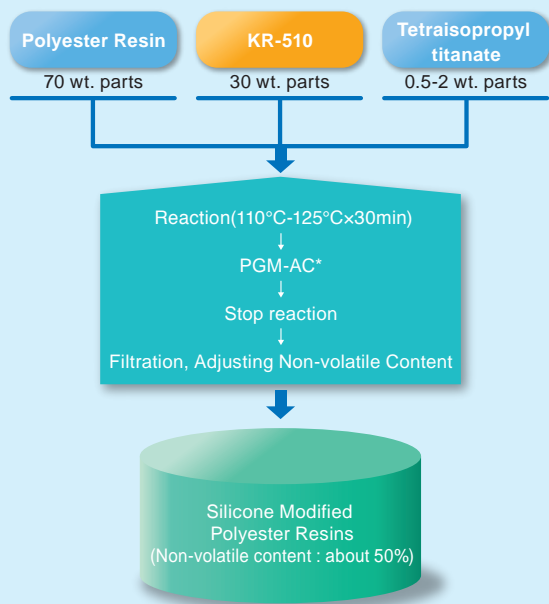 Polyester Resin
KR-510
Tetraisopropyl
titanate
70 wt. parts
30 wt. parts
0.5-2 wt. parts
Reaction(110°C-125°C×30min)
↓
PGM-AC*
↓
Stop reaction
↓
Filtration, Adjusting Non-volatile Content
Silicone Modified
Polyester Resins
(Non-volatile content : about 50%)